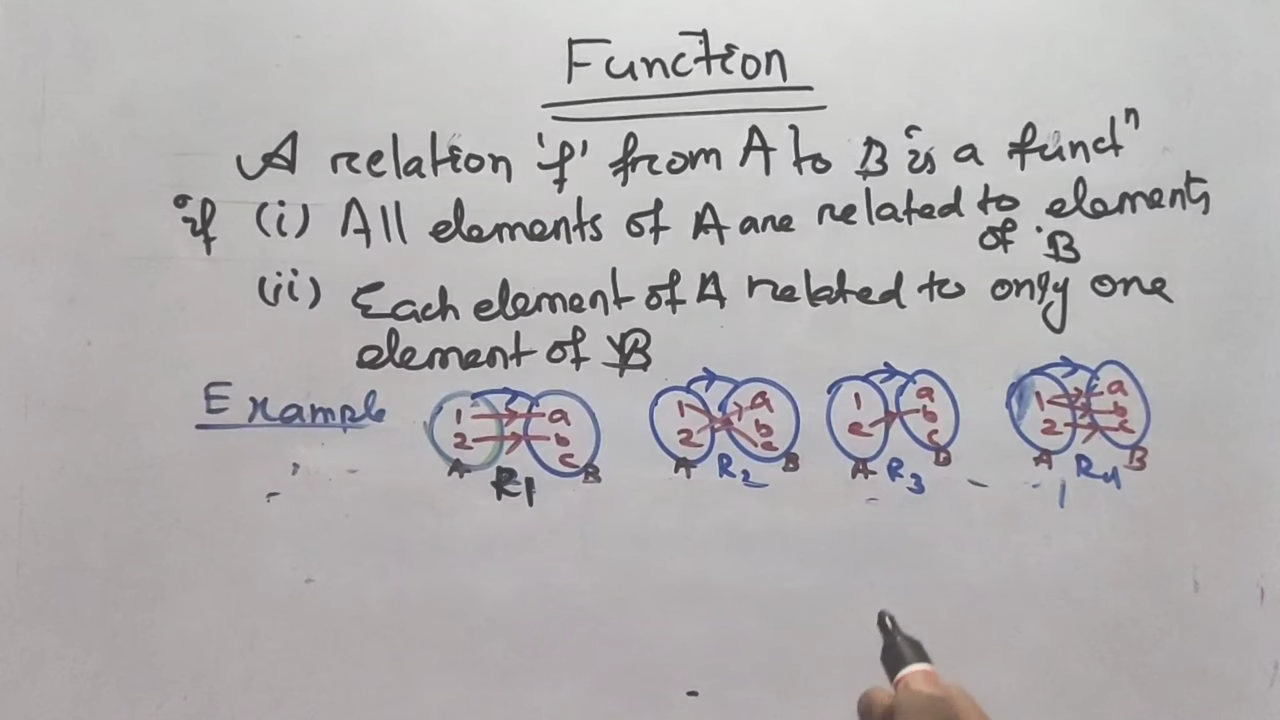 Function
A relation 'f' from A to B is a functⁿ
if (i) All elements of A are related to elements
of B
(ii) Each element of A related to only one
element of B
Example
1 a 1 a 1 a 1 a
2 b 2 b 2 b 2 b
c c c c
A R1 B A R2 B A R3 B A R4 B